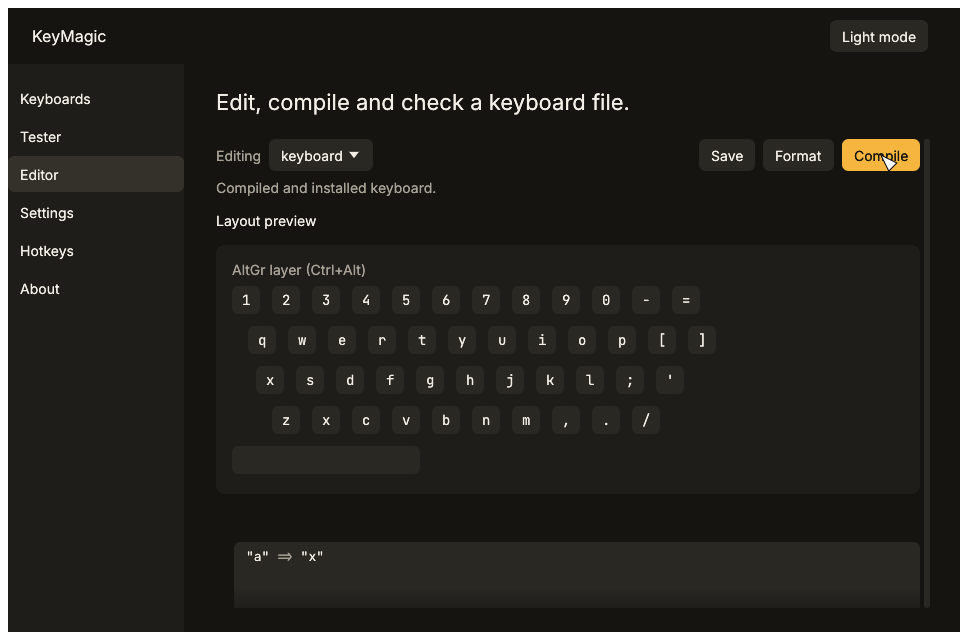 KeyMagic
Light mode
Keyboards
Tester
Editor
Settings
Hotkeys
About
Edit, compile and check a keyboard file.
Editing keyboard Save Format Compile
Compiled and installed keyboard.
Layout preview
AltGr layer (Ctrl+Alt)
1 2 3 4 5 6 7 8 9 0 - =
q w e r t y u i o p [ ]
x s d f g h j k l ; '
z x c v b n m , . /
"a" => "x"